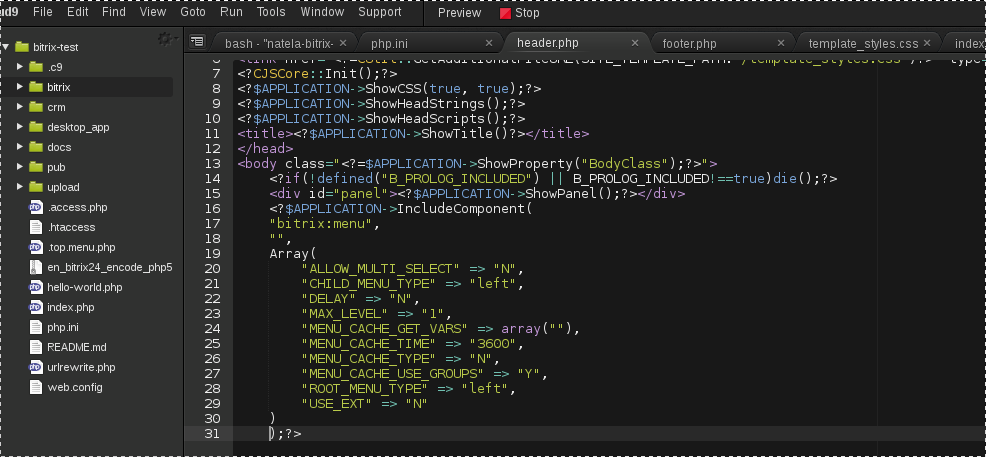 nd9 File Edit Find View Goto Run Tools Window Support Preview Stop
bash - "natela-bitrix- × php.ini × header.php × footer.php × template_styles.css × index
bitrix-test
.c9
bitrix
crm
desktop_app
docs
pub
upload
.access.php
.htaccess
.top.menu.php
en_bitrix24_encode_php5
hello-world.php
index.php
php.ini
README.md
urlrewrite.php
web.config
7 <?CJSCore::Init();?>
8 <?$APPLICATION->ShowCSS(true, true);?>
9 <?$APPLICATION->ShowHeadStrings();?>
10 <?$APPLICATION->ShowHeadScripts();?>
11 <title><?$APPLICATION->ShowTitle()?></title>
12 </head>
13 <body class="<?=$APPLICATION->ShowProperty("BodyClass");?>">
14 <?if(!defined("B_PROLOG_INCLUDED") || B_PROLOG_INCLUDED!==true)die();?>
15 <div id="panel"><?$APPLICATION->ShowPanel();?></div>
16 <?$APPLICATION->IncludeComponent(
17 "bitrix:menu",
18 "",
19 Array(
20 "ALLOW_MULTI_SELECT" => "N",
21 "CHILD_MENU_TYPE" => "left",
22 "DELAY" => "N",
23 "MAX_LEVEL" => "1",
24 "MENU_CACHE_GET_VARS" => array(""),
25 "MENU_CACHE_TIME" => "3600",
26 "MENU_CACHE_TYPE" => "N",
27 "MENU_CACHE_USE_GROUPS" => "Y",
28 "ROOT_MENU_TYPE" => "left",
29 "USE_EXT" => "N"
30 )
31 );?>